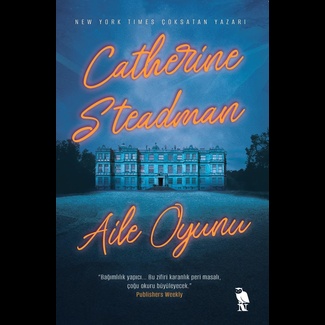 NEW YORK TIMES ÇOKSATAN YAZARI
Catherine
Steadman
Aile Oyunu
"Bağımlılık yapıcı... Bu zifiri karanlık peri masalı,
çoğu okuru büyüleyecek."
Publishers Weekly